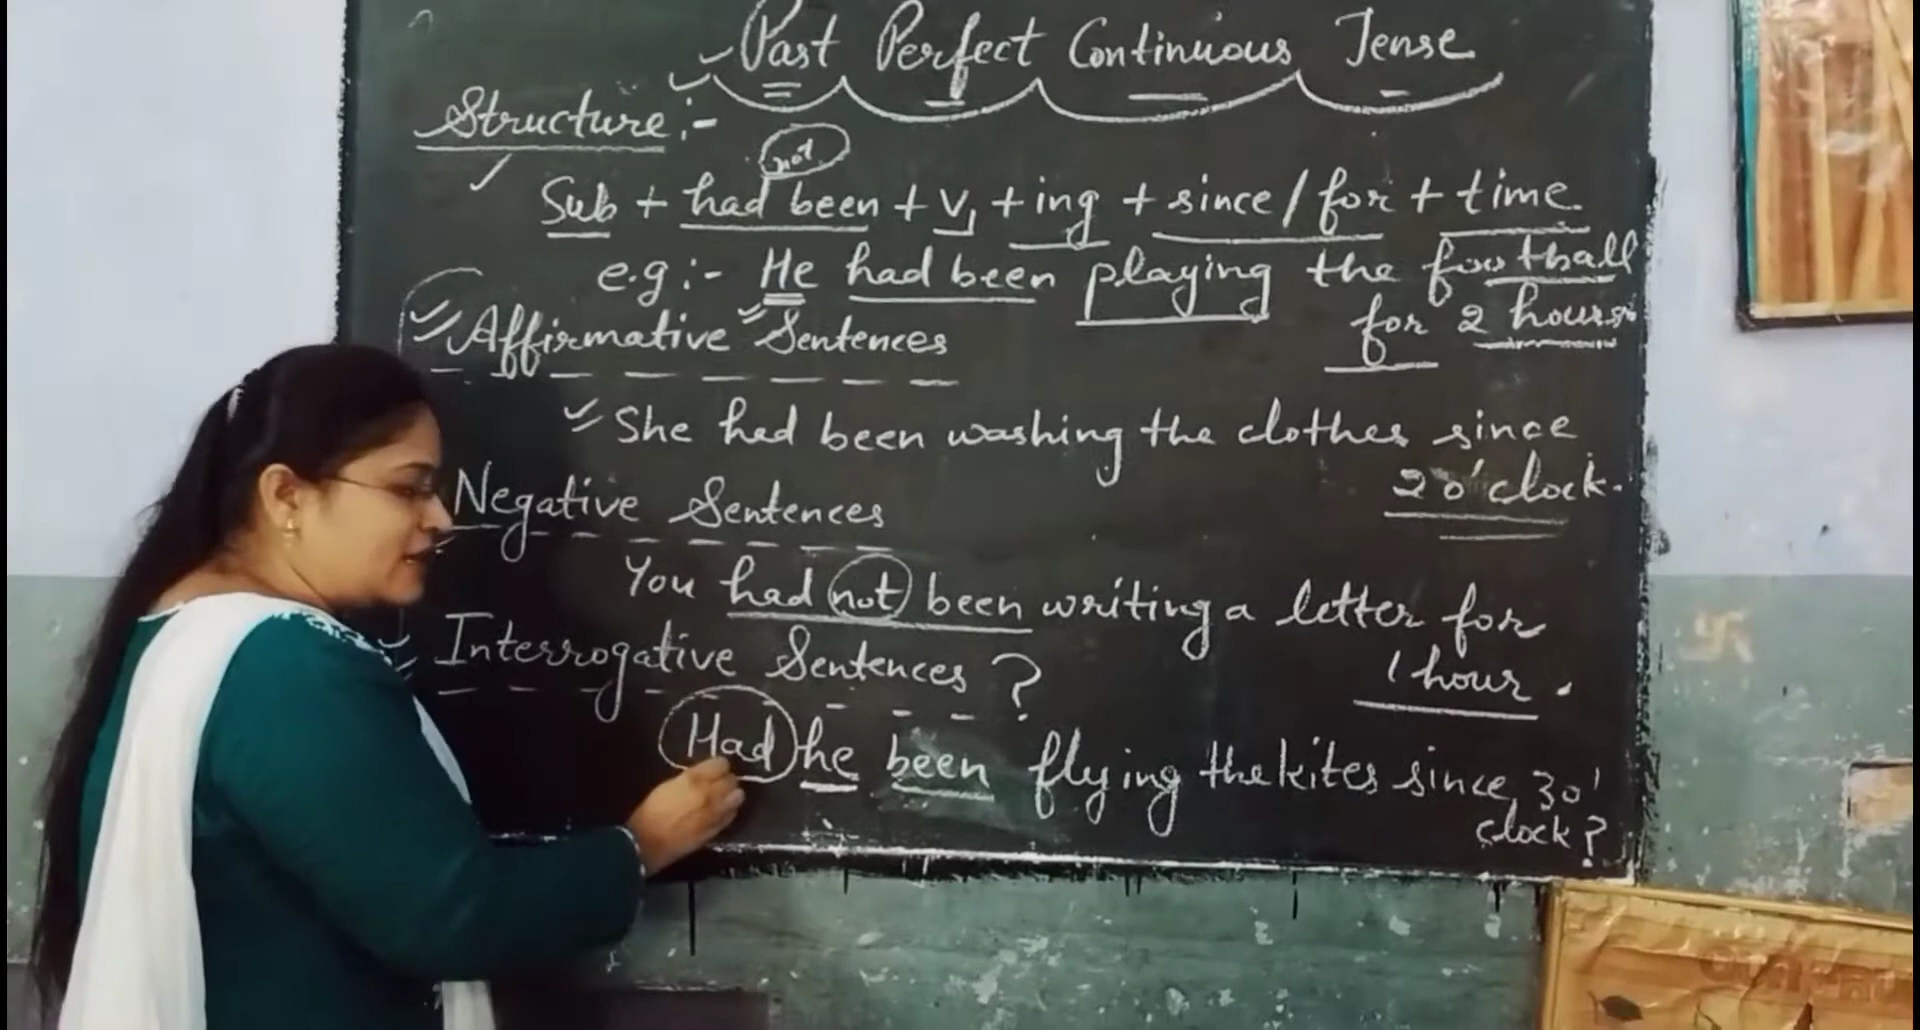 Past Perfect Continuous Tense
Structure:-
not
Sub + had been + V1 + ing + since / for + time.
e.g :- He had been playing the football
for 2 hours.
Affirmative Sentences
She had been washing the clothes since
2 o'clock.
Negative Sentences
You had not been writing a letter for
1 hour.
Interrogative Sentences ?
Had he been flying the kites since 3 o'
clock ?